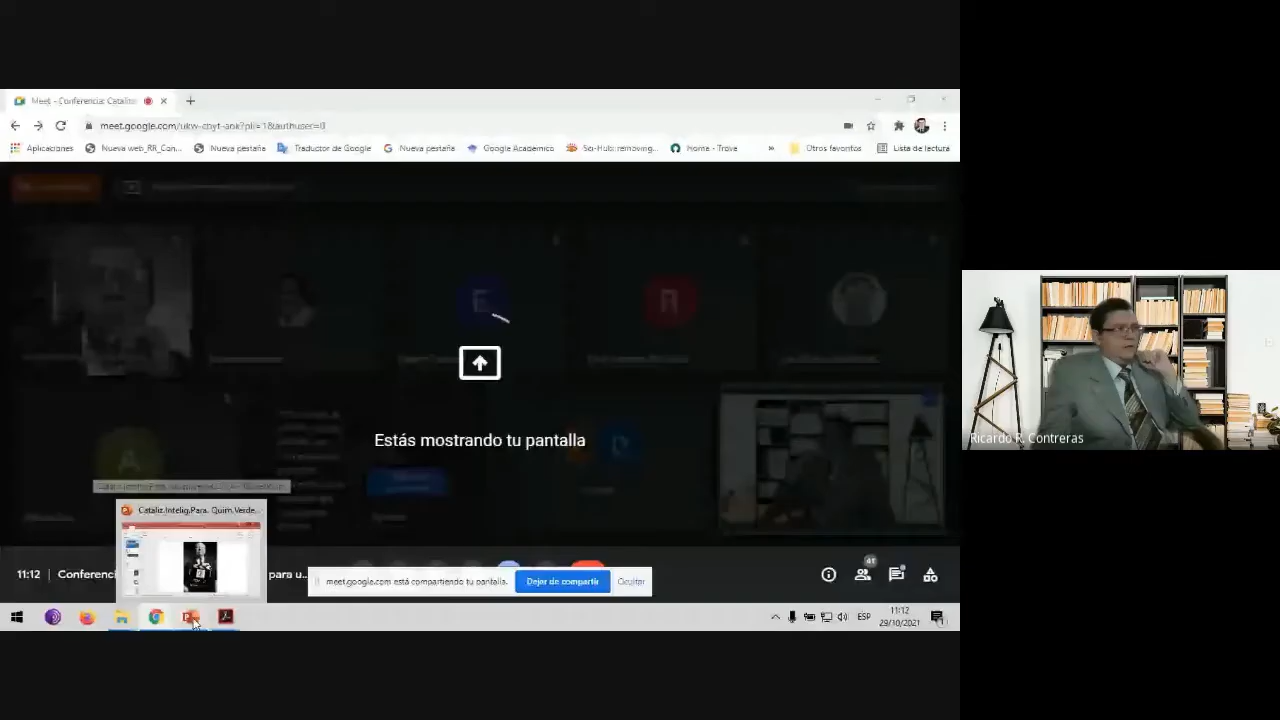 Meet - Conferencia: Cataliz
meet.google.com/ukw-cbyt-aok?pli=1&authuser=0
Aplicaciones Nueva web_RR_Con... Nueva pestaña Traductor de Google Nueva pestaña Google Académico Sci-Hub: removing... Home - Trove » Otros favoritos Lista de lectura
E R
Estás mostrando tu pantalla
A R
Ricardo R. Contreras
Cataliz.Intelig.Para. Quim.Verde...
11:12 | Conferenci para u...
meet.google.com está compartiendo tu pantalla. Dejar de compartir Ocultar
41
ESP 11:12
29/10/2021